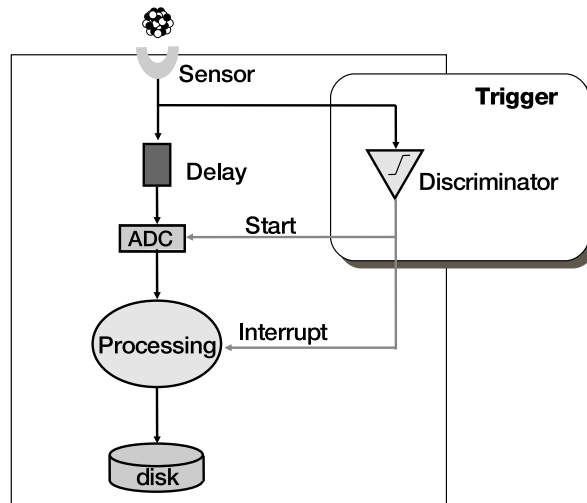 Sensor
Trigger
Delay
Discriminator
Start
ADC
Interrupt
Processing
disk